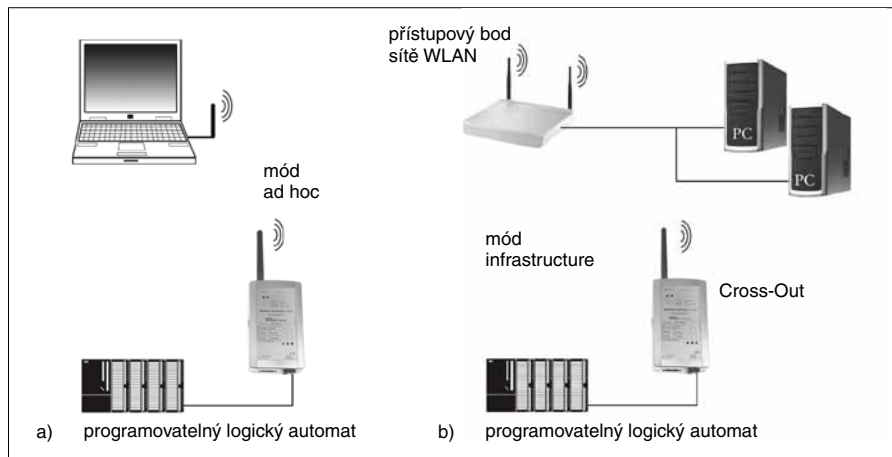 mód
ad hoc
a) programovatelný logický automat
přístupový bod
sítě WLAN
PC
PC
mód
infrastructure
Cross-Out
b) programovatelný logický automat